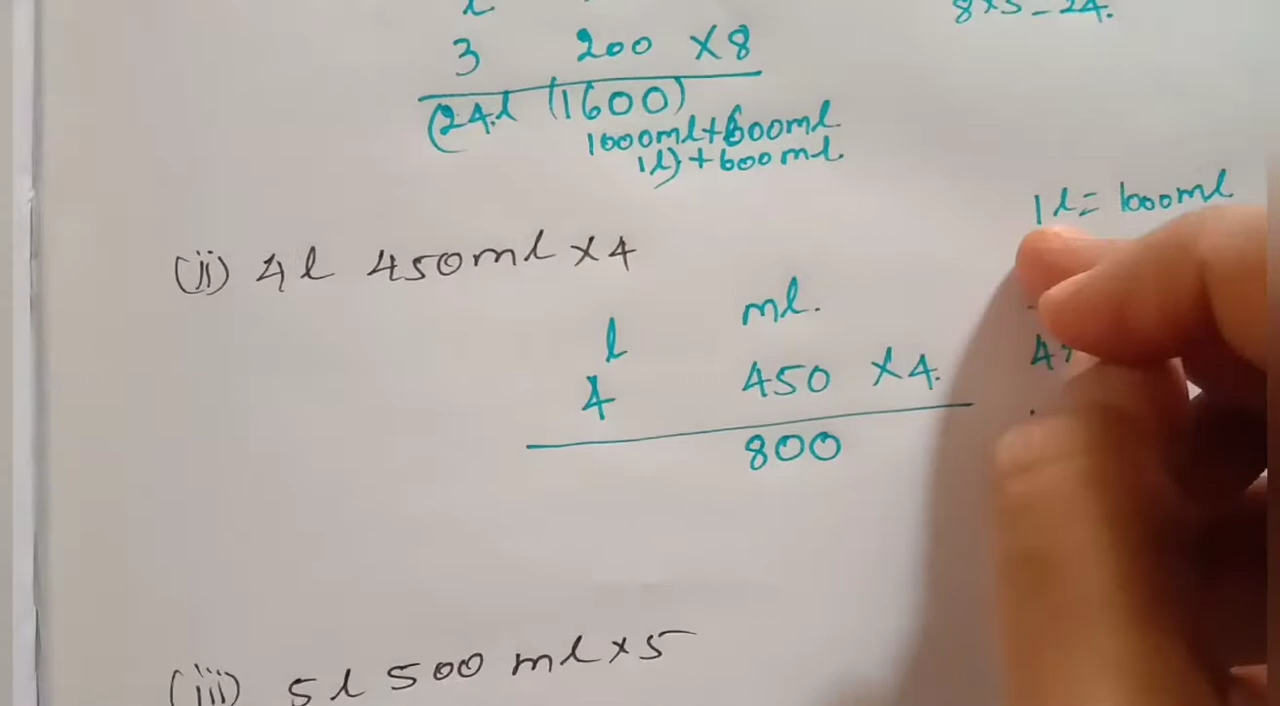 3 200 ×8
(24l (1600)
1000ml+600ml
1l)+600ml
8×3=24.
1l=1000ml
(ii) 4l 450ml ×4
l ml.
4 450 ×4.
800
(iii) 5l 500 ml×5